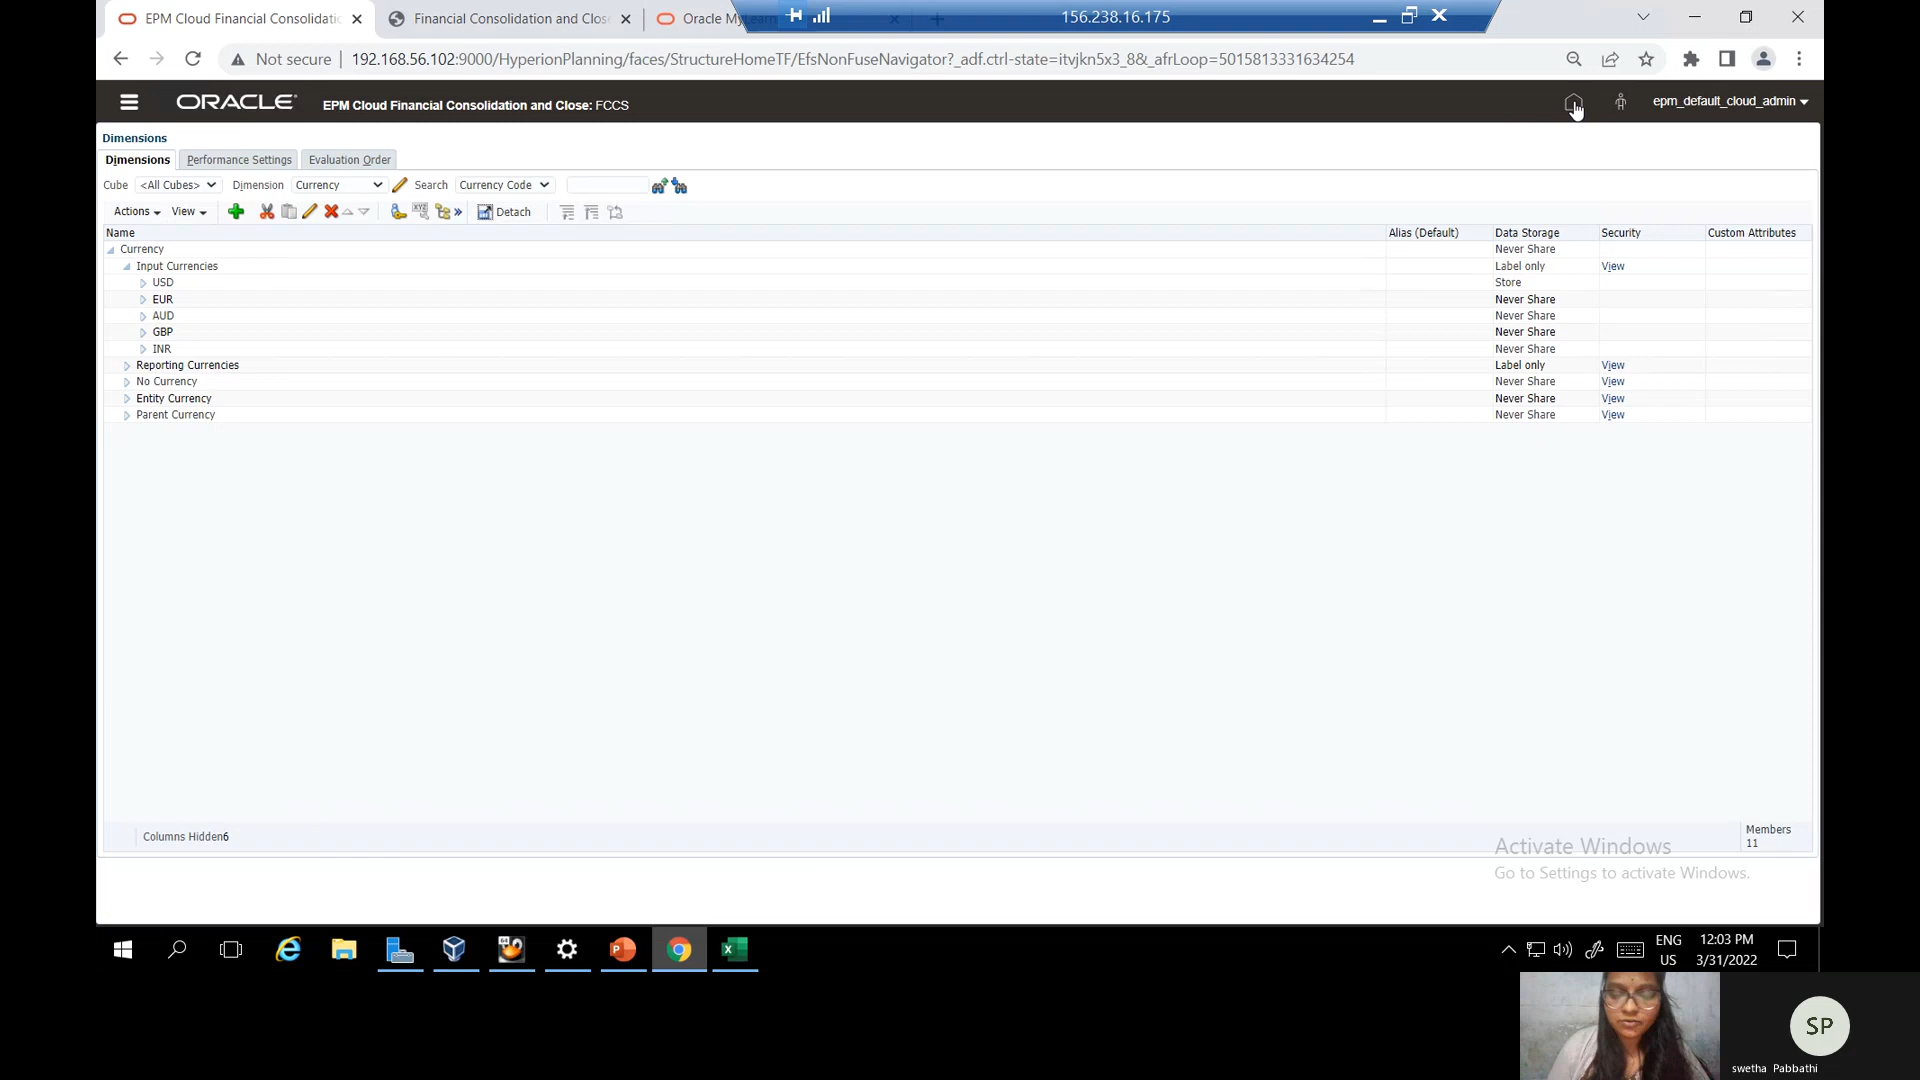 EPM Cloud Financial Consolidatio
Financial Consolidation and Clos
Oracle MyLearn
156.238.16.175
Not secure
192.168.56.102:9000/HyperionPlanning/faces/StructureHomeTF/EfsNonFuseNavigator?_adf.ctrl-state=itvjkn5x3_8&_afrLoop=5015813331634254
ORACLE
EPM Cloud Financial Consolidation and Close: FCCS
epm_default_cloud_admin
Dimensions
Dimensions Performance Settings Evaluation Order
Cube <All Cubes> Dimension Currency Search Currency Code
Actions View Detach
Name Alias (Default) Data Storage Security Custom Attributes
Currency Never Share
Input Currencies Label only View
USD Store
EUR Never Share
AUD Never Share
GBP Never Share
INR Never Share
Reporting Currencies Label only View
No Currency Never Share View
Entity Currency Never Share View
Parent Currency Never Share View
Columns Hidden6
Members
11
Activate Windows
Go to Settings to activate Windows.
ENG
US
12:03 PM
3/31/2022
SP
swetha Pabbathi